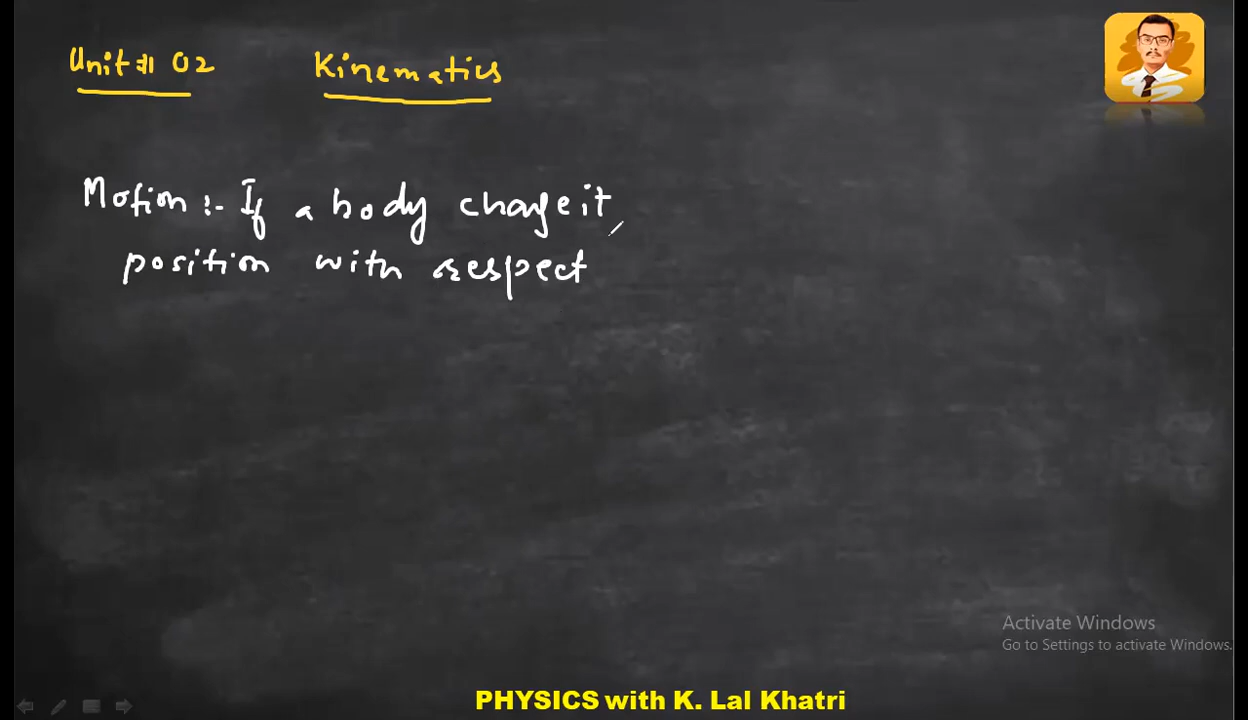 Unit # 02 Kinematics
Motion :- If a body change it
position with respect
Activate Windows
Go to Settings to activate Windows.
PHYSICS with K. Lal Khatri